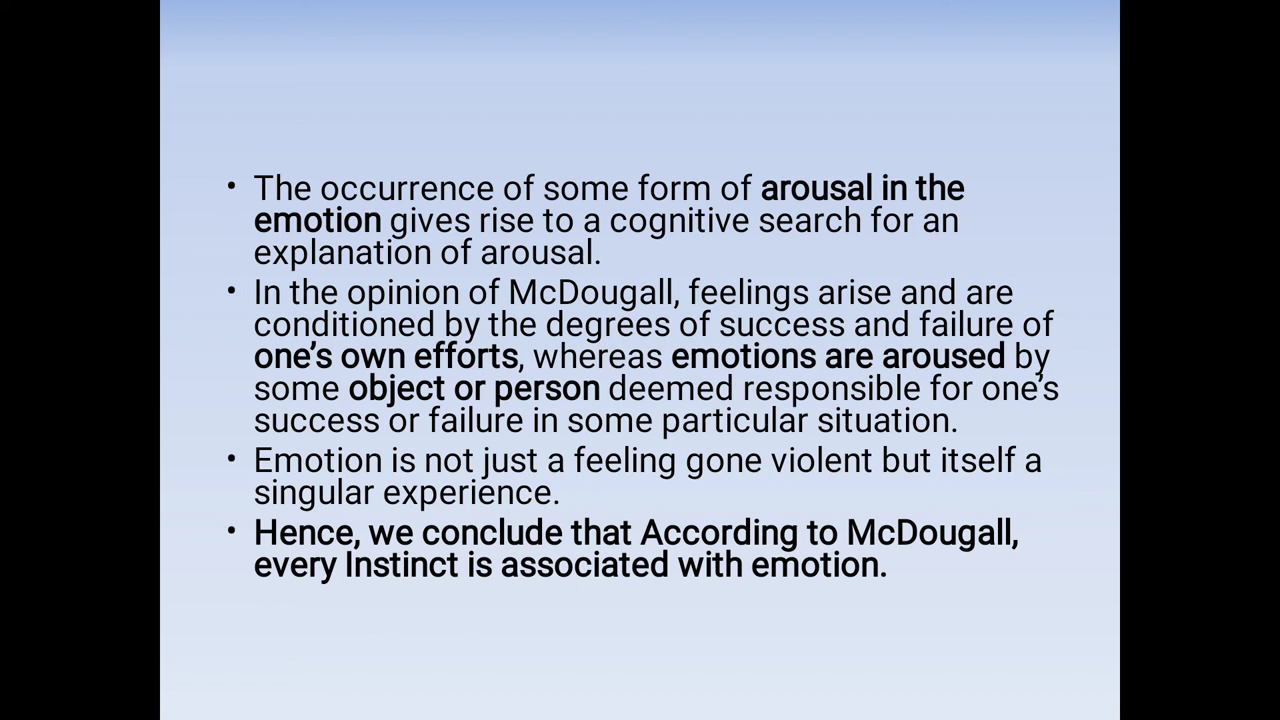 • The occurrence of some form of arousal in the
emotion gives rise to a cognitive search for an
explanation of arousal.
• In the opinion of McDougall, feelings arise and are
conditioned by the degrees of success and failure of
one’s own efforts, whereas emotions are aroused by
some object or person deemed responsible for one’s
success or failure in some particular situation.
• Emotion is not just a feeling gone violent but itself a
singular experience.
• Hence, we conclude that According to McDougall,
every Instinct is associated with emotion.